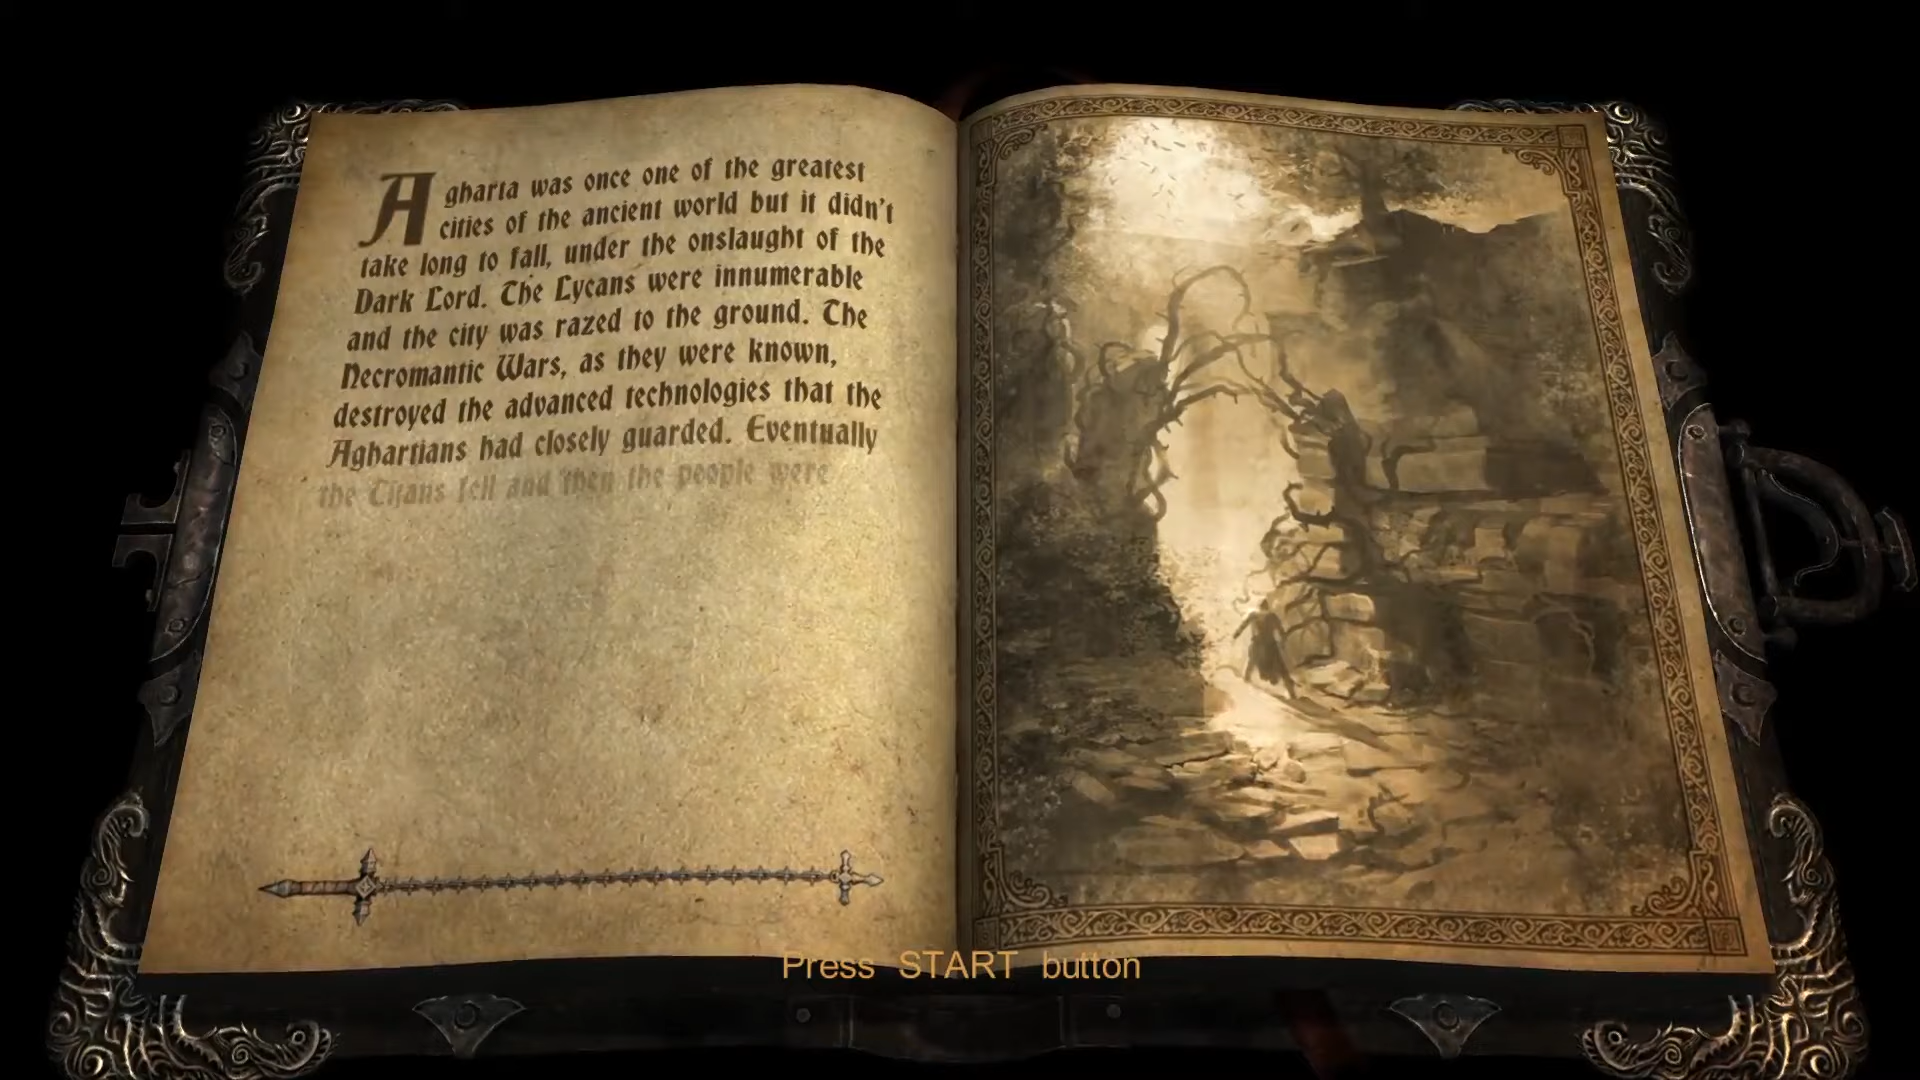 Agharta was once one of the greatest
cities of the ancient world but it didn't
take long to fall, under the onslaught of the
Dark Lord. The Lycans were innumerable
and the city was razed to the ground. The
Necromantic Wars, as they were known,
destroyed the advanced technologies that the
Aghartians had closely guarded. Eventually
the Titans fell and then the people were
Press START button